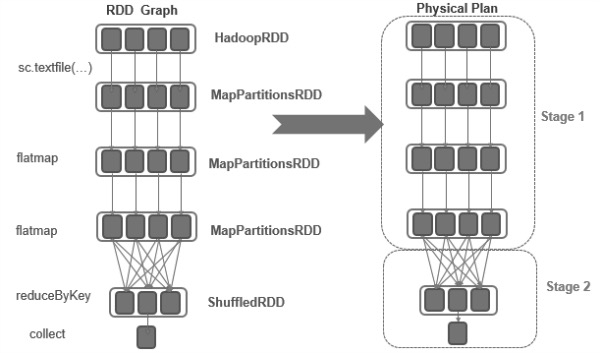 RDD Graph
Physical Plan
HadoopRDD
sc.textfile(...)
MapPartitionsRDD
Stage 1
flatmap
MapPartitionsRDD
flatmap
MapPartitionsRDD
reduceByKey
ShuffledRDD
Stage 2
collect